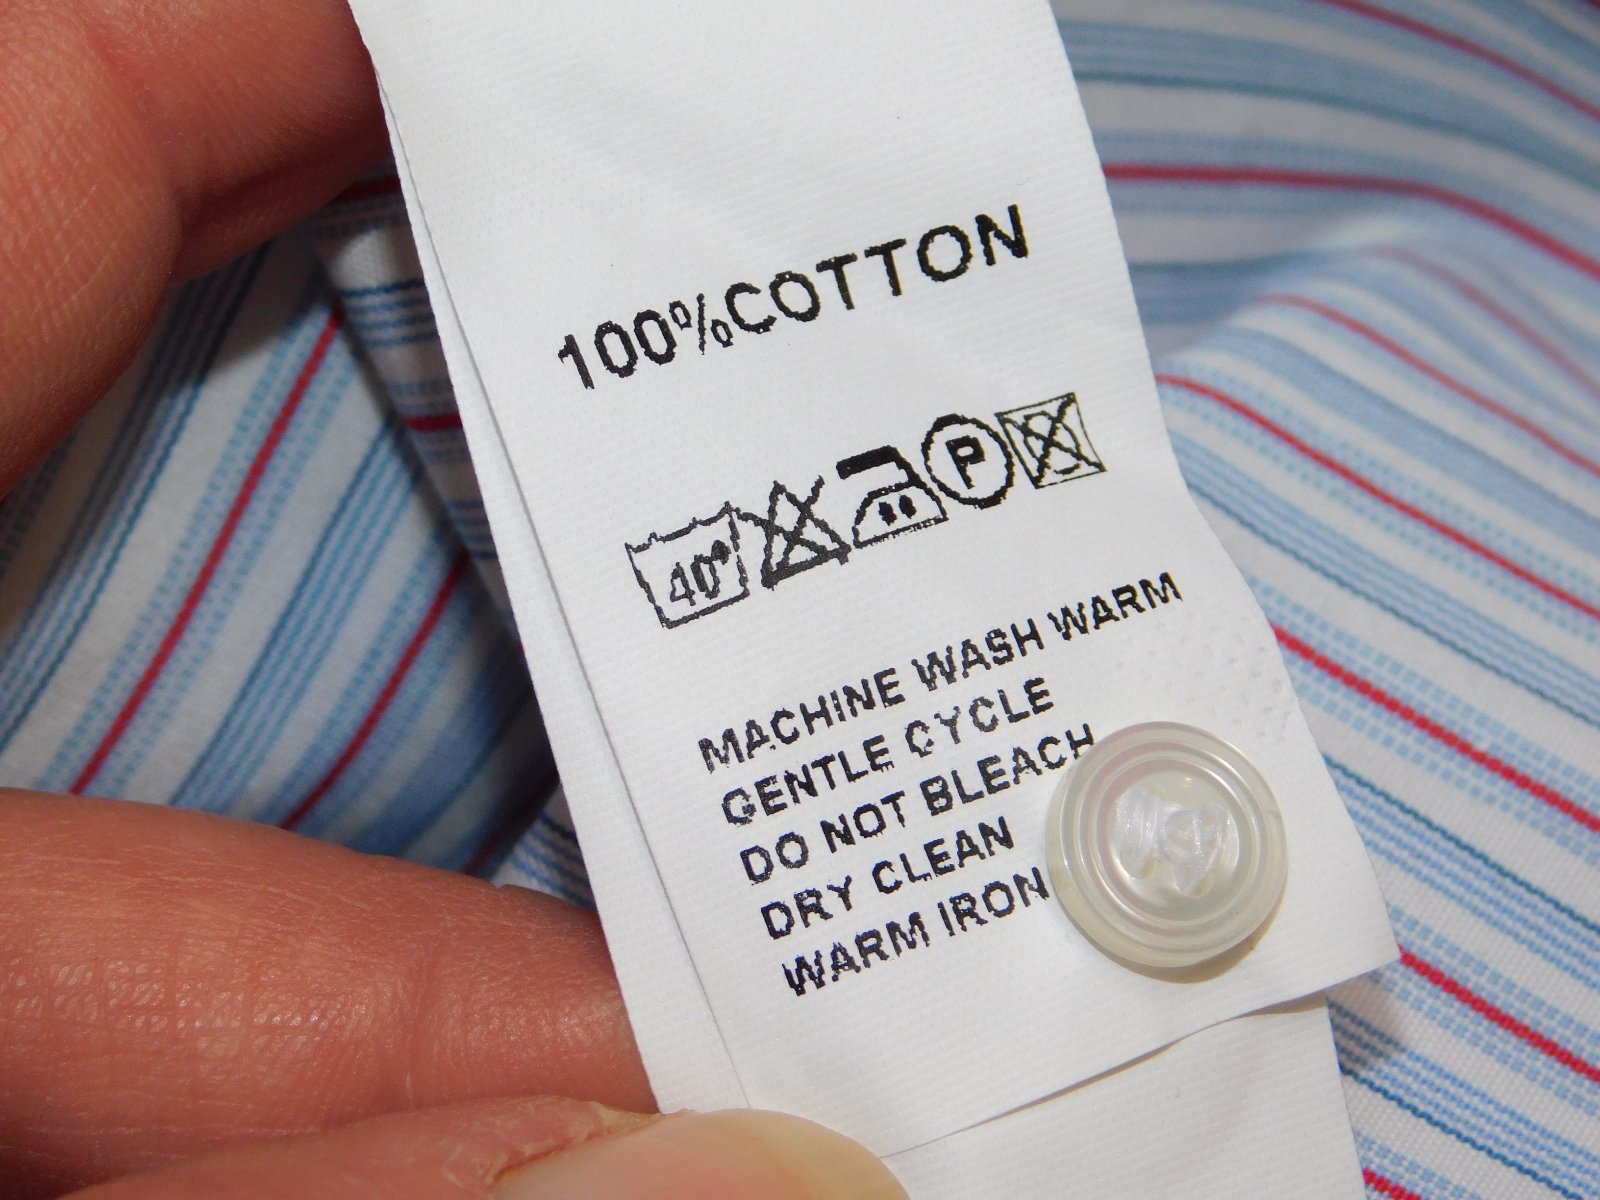 100%COTTON
40° P
MACHINE WASH WARM
GENTLE CYCLE
DO NOT BLEACH
DRY CLEAN
WARM IRON